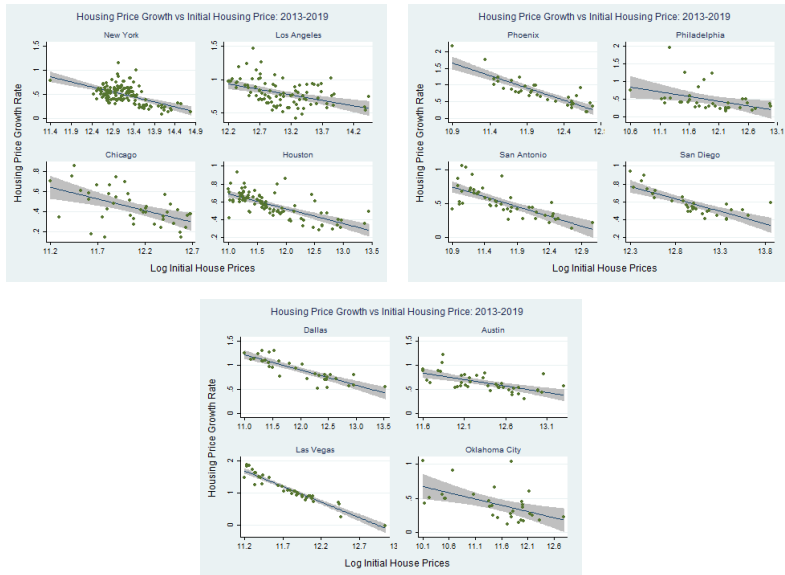 Housing Price Growth vs Initial Housing Price: 2013-2019
New York
Los Angeles
Housing Price Growth Rate
0 .5 1 1.5
11.4 11.9 12.4 12.9 13.4 13.9 14.4 14.9
.5 1 1.5
12.2 12.7 13.2 13.7 14.2
Chicago
Houston
.2 .4 .6 .8
11.2 11.7 12.2 12.7
.2 .4 .6 .8 1
11.0 11.5 12.0 12.5 13.0 13.5
Log Initial House Prices
Housing Price Growth vs Initial Housing Price: 2013-2019
Phoenix
Philadelphia
Housing Price Growth Rate
0 .5 1 1.5 2
10.9 11.4 11.9 12.4
0 .5 1 1.5 2
10.6 11.1 11.6 12.1 12.6 13.1
San Antonio
San Diego
0 .5 1
10.9 11.4 11.9 12.4 12.9
.2 .4 .6 .8 1
12.3 12.8 13.3 13.8
Log Initial House Prices
Housing Price Growth vs Initial Housing Price: 2013-2019
Dallas
Austin
Housing Price Growth Rate
0 .5 1 1.5
11.0 11.5 12.0 12.5 13.0 13.5
0 .5 1 1.5
11.6 12.1 12.6 13.1
Las Vegas
Oklahoma City
0 1 2
11.2 11.7 12.2 12.7
0 .5 1
10.1 10.6 11.1 11.6 12.1 12.6
Log Initial House Prices